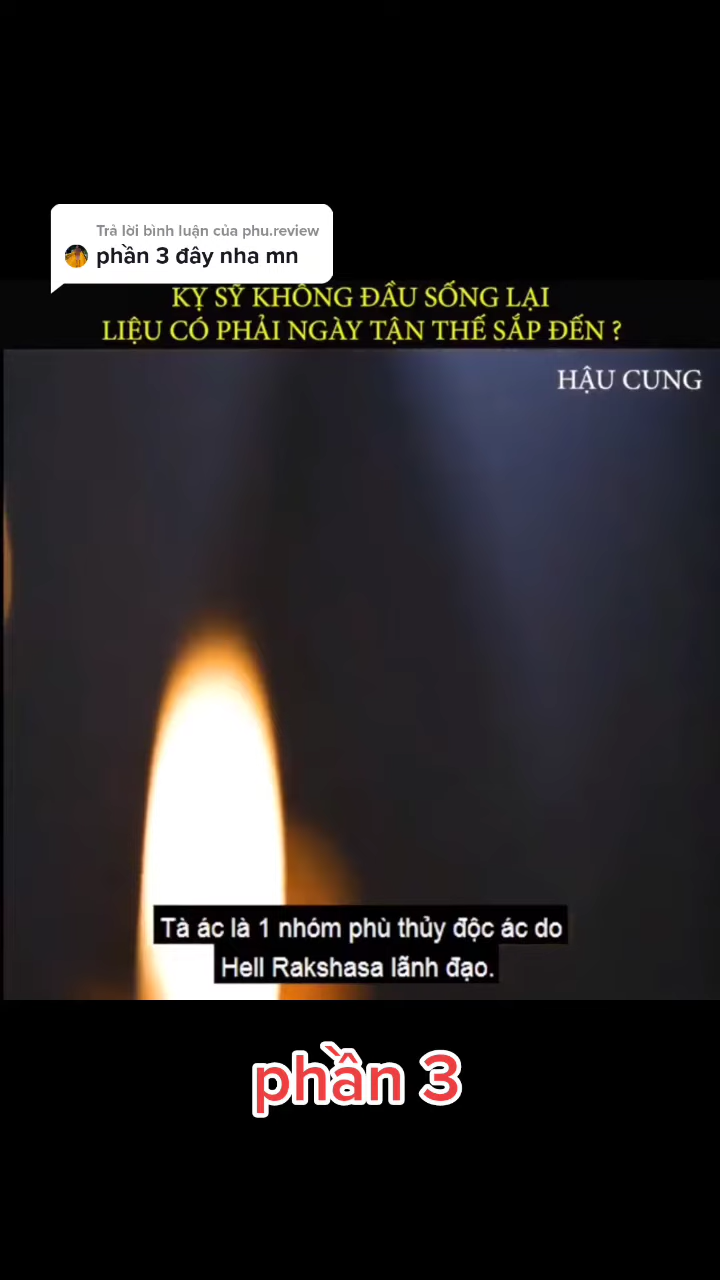 Trả lời bình luận của phu.review
phần 3 đây nha mn
KỴ SỸ KHÔNG ĐẦU SỐNG LẠI
LIỆU CÓ PHẢI NGÀY TẬN THẾ SẮP ĐẾN ?
HẬU CUNG
Tà ác là 1 nhóm phù thủy độc ác do
Hell Rakshasa lãnh đạo.
phần 3